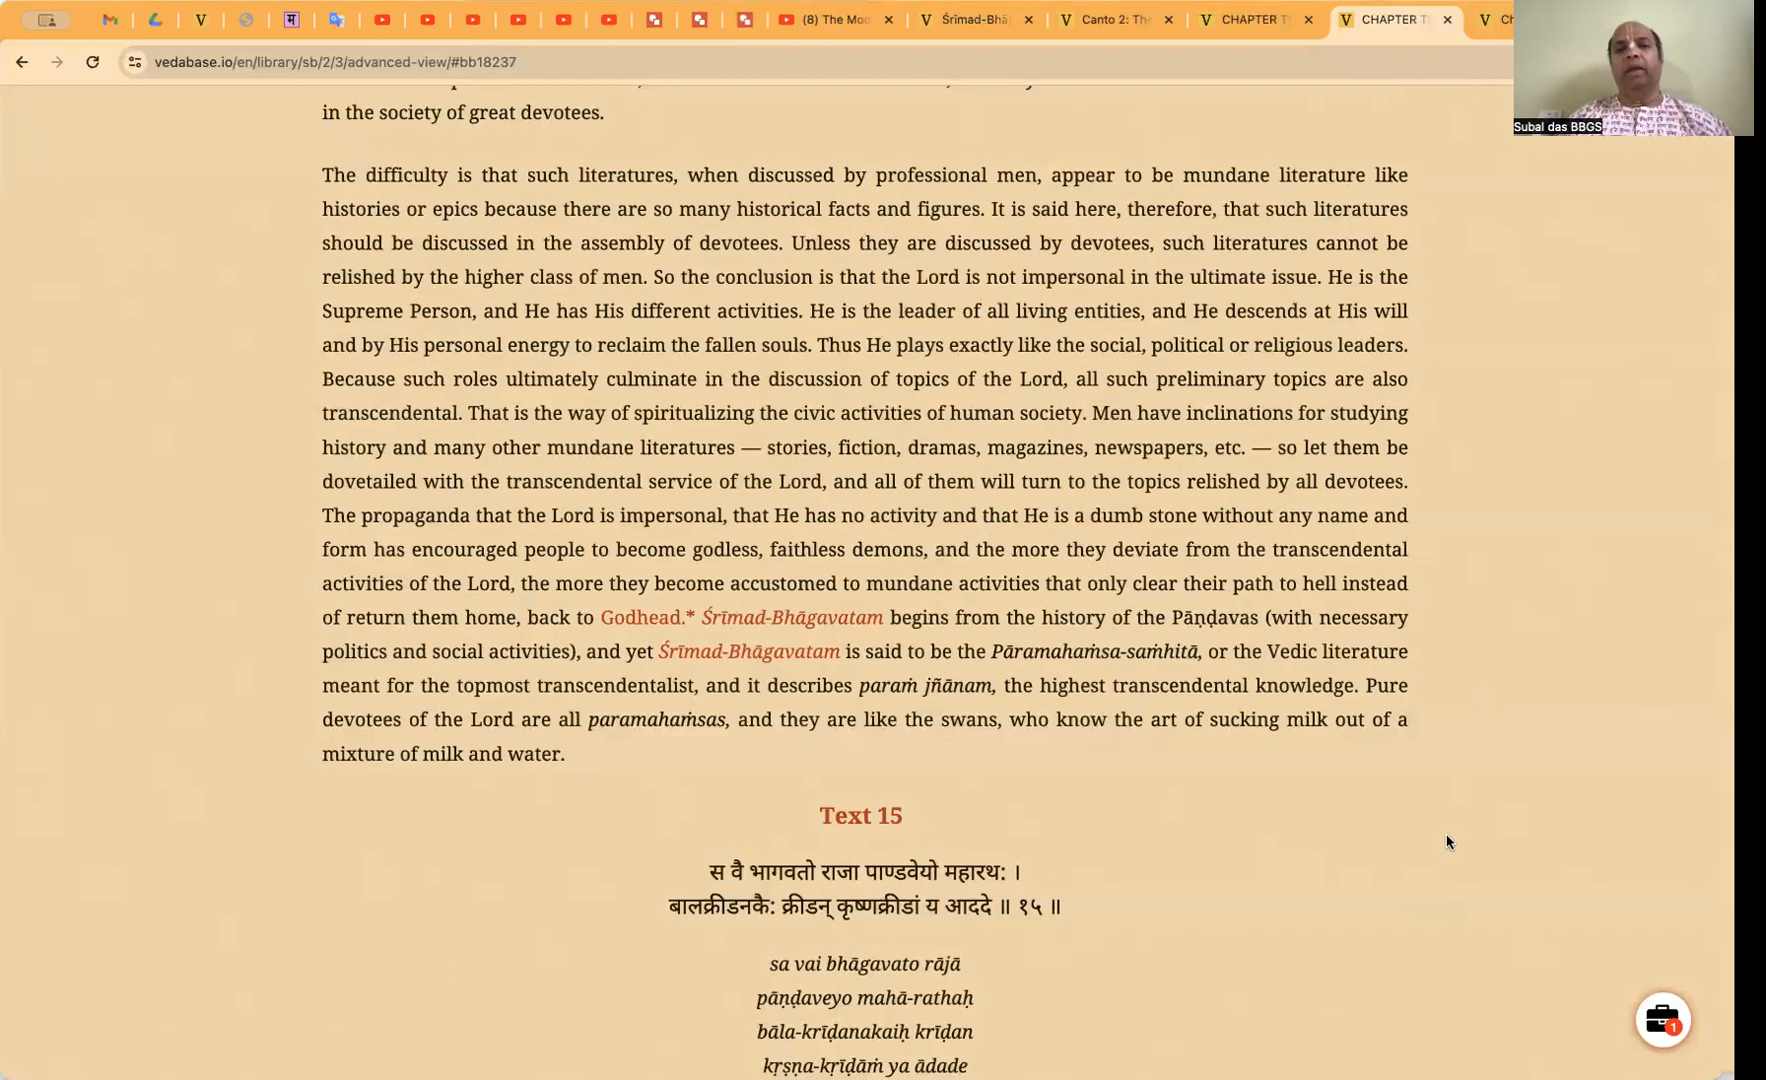 (8) The Moo
Śrīmad-Bhāg
Canto 2: The
CHAPTER T
CHAPTER T
vedabase.io/en/library/sb/2/3/advanced-view/#bb18237
Subal das BBGS
in the society of great devotees.
The difficulty is that such literatures, when discussed by professional men, appear to be mundane literature like
histories or epics because there are so many historical facts and figures. It is said here, therefore, that such literatures
should be discussed in the assembly of devotees. Unless they are discussed by devotees, such literatures cannot be
relished by the higher class of men. So the conclusion is that the Lord is not impersonal in the ultimate issue. He is the
Supreme Person, and He has His different activities. He is the leader of all living entities, and He descends at His will
and by His personal energy to reclaim the fallen souls. Thus He plays exactly like the social, political or religious leaders.
Because such roles ultimately culminate in the discussion of topics of the Lord, all such preliminary topics are also
transcendental. That is the way of spiritualizing the civic activities of human society. Men have inclinations for studying
history and many other mundane literatures — stories, fiction, dramas, magazines, newspapers, etc. — so let them be
dovetailed with the transcendental service of the Lord, and all of them will turn to the topics relished by all devotees.
The propaganda that the Lord is impersonal, that He has no activity and that He is a dumb stone without any name and
form has encouraged people to become godless, faithless demons, and the more they deviate from the transcendental
activities of the Lord, the more they become accustomed to mundane activities that only clear their path to hell instead
of return them home, back to Godhead.* Śrīmad-Bhāgavatam begins from the history of the Pāṇḍavas (with necessary
politics and social activities), and yet Śrīmad-Bhāgavatam is said to be the Pāramahaṁsa-saṁhitā, or the Vedic literature
meant for the topmost transcendentalist, and it describes paraṁ jñānam, the highest transcendental knowledge. Pure
devotees of the Lord are all paramahaṁsas, and they are like the swans, who know the art of sucking milk out of a
mixture of milk and water.
Text 15
स वै भागवतो राजा पाण्डवेयो महारथ: ।
बालक्रीडनकै: क्रीडन् कृष्णक्रीडां य आददे ॥ १५ ॥
sa vai bhāgavato rājā
pāṇḍaveyo mahā-rathaḥ
bāla-krīḍanakaiḥ krīḍan
kṛṣṇa-krīḍāṁ ya ādade
1